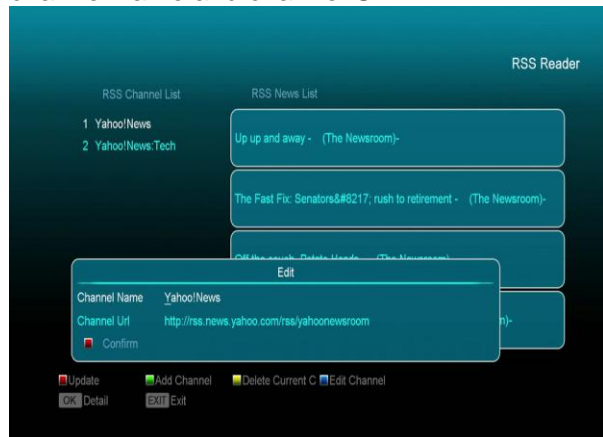 RSS Reader
RSS Channel List
RSS News List
1 Yahoo!News
2 Yahoo!News:Tech
Up up and away - (The Newsroom)-
The Fast Fix: Senators&#8217; rush to retirement - (The Newsroom)-
Edit
Channel Name Yahoo!News
Channel Url http://rss.news.yahoo.com/rss/yahoonewsroom
Confirm
n)-
Update Add Channel Delete Current C Edit Channel
OK Detail EXIT Exit